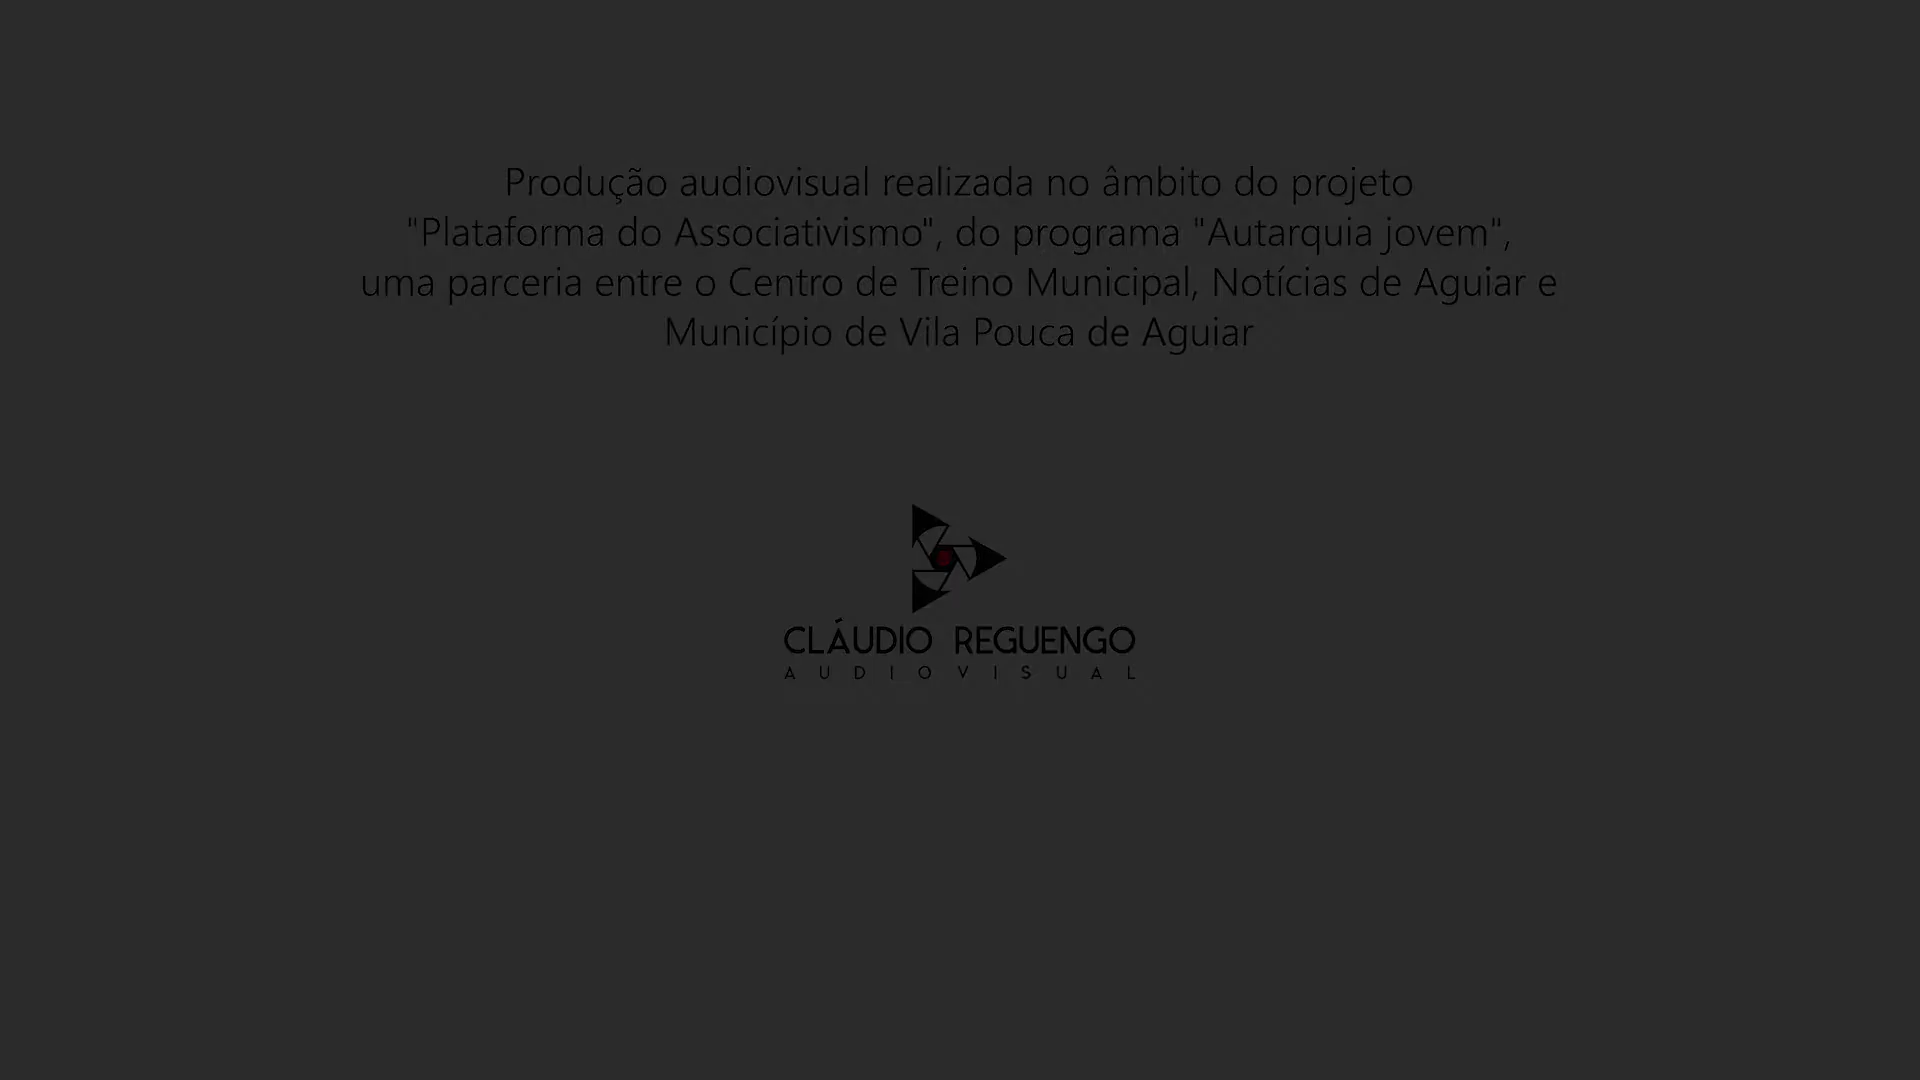 Produção audiovisual realizada no âmbito do projeto
"Plataforma do Associativismo", do programa "Autarquia jovem",
uma parceria entre o Centro de Treino Municipal, Notícias de Aguiar e
Município de Vila Pouca de Aguiar
CLÁUDIO REGUENGO
AUDIOVISUAL